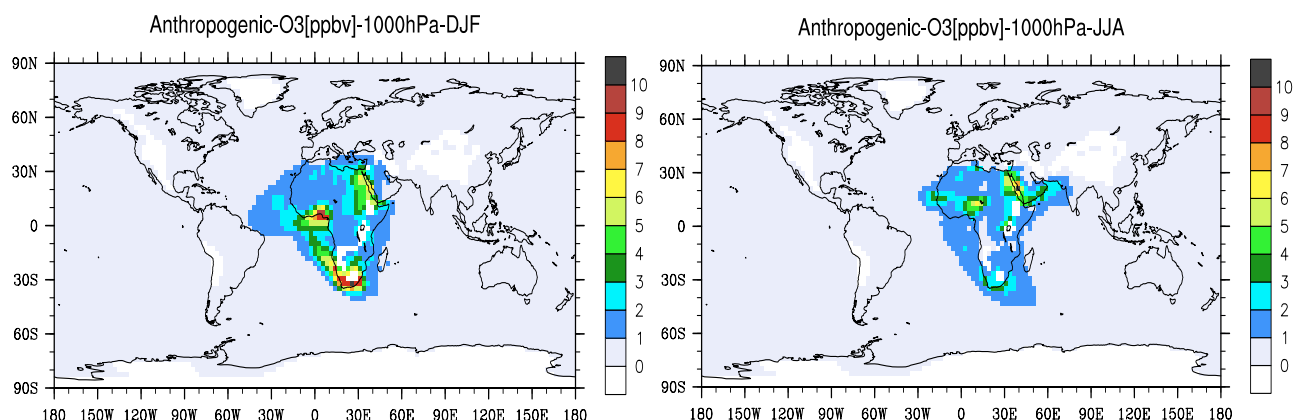 Anthropogenic-O3[ppbv]-1000hPa-DJF
90N
60N
30N
0
30S
60S
90S
180 150W 120W 90W 60W 30W 0 30E 60E 90E 120E 150E 180
10
9
8
7
6
5
4
3
2
1
0
Anthropogenic-O3[ppbv]-1000hPa-JJA
90N
60N
30N
0
30S
60S
90S
180 150W 120W 90W 60W 30W 0 30E 60E 90E 120E 150E 180
10
9
8
7
6
5
4
3
2
1
0